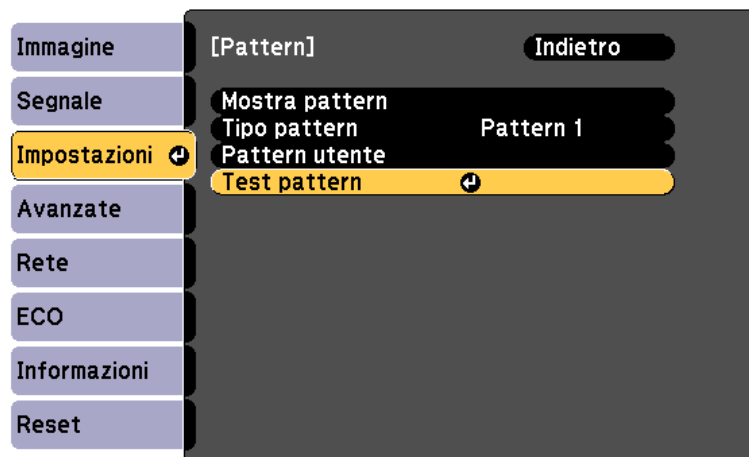 Immagine
Segnale
Impostazioni
Avanzate
Rete
ECO
Informazioni
Reset
[Pattern] Indietro
Mostra pattern
Tipo pattern Pattern 1
Pattern utente
Test pattern